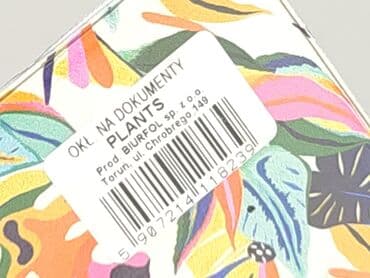 OKŁ. NA DOKUMENTY
PLANTS
Prod. BIURFOL sp. z o.o.
Toruń, ul. Chrobrego 149
5 907214 118239